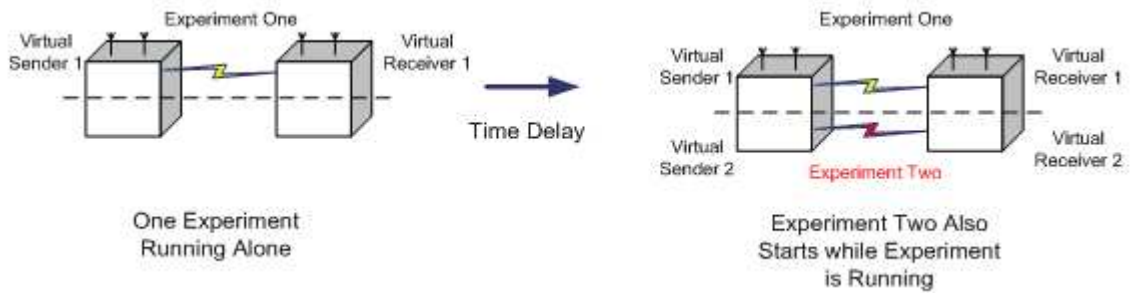 Experiment One
Virtual
Sender 1
Virtual
Receiver 1
One Experiment
Running Alone
Time Delay
Experiment One
Virtual
Sender 1
Virtual
Receiver 1
Virtual
Sender 2
Virtual
Receiver 2
Experiment Two
Experiment Two Also
Starts while Experiment
is Running